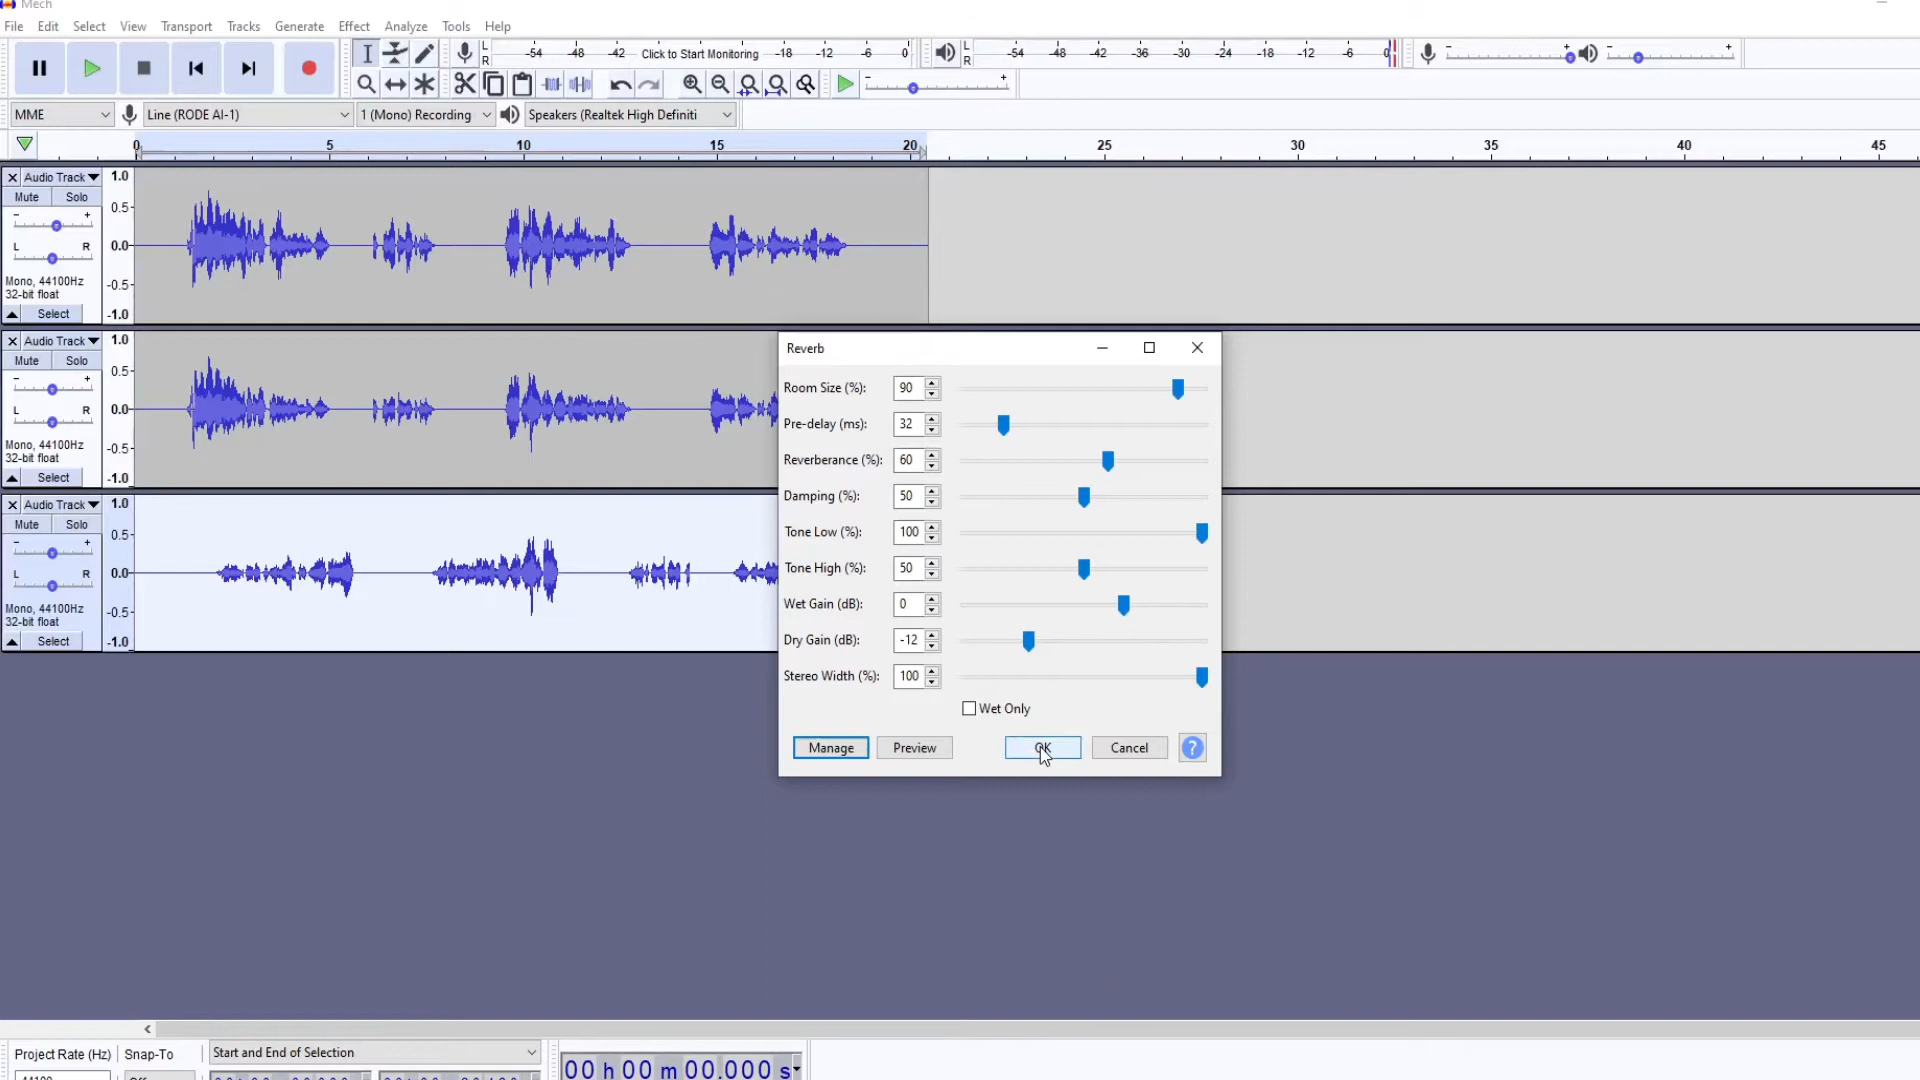 Mech
File Edit Select View Transport Tracks Generate Effect Analyze Tools Help
L R -54 -48 -42 Click to Start Monitoring -18 -12 -6 0 L R -54 -48 -42 -36 -30 -24 -18 -12 -6 0 - + - +
- +
MME Line (RODE AI-1) 1 (Mono) Recording Speakers (Realtek High Definiti
0 5 10 15 20 25 30 35 40 45
Audio Track 1.0
Mute Solo
- + 0.5
L R 0.0
Mono, 44100Hz -0.5
32-bit float
Select -1.0
Audio Track 1.0
Mute Solo
- + 0.5
L R 0.0
Mono, 44100Hz -0.5
32-bit float
Select -1.0
Audio Track 1.0
Mute Solo
- + 0.5
L R 0.0
Mono, 44100Hz -0.5
32-bit float
Select -1.0
Reverb
Room Size (%): 90
Pre-delay (ms): 32
Reverberance (%): 60
Damping (%): 50
Tone Low (%): 100
Tone High (%): 50
Wet Gain (dB): 0
Dry Gain (dB): -12
Stereo Width (%): 100
Wet Only
Manage Preview OK Cancel ?
Project Rate (Hz) Snap-To Start and End of Selection
44100 Off 00 h 00 m 00.000 s